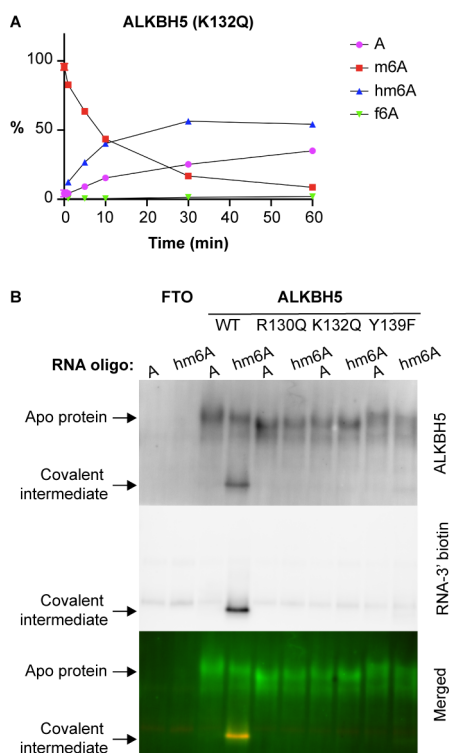 A
ALKBH5 (K132Q)
100
50
0
%
0 10 20 30 40 50 60
Time (min)
A
m6A
hm6A
f6A
B
FTO ALKBH5
WT R130Q K132Q Y139F
RNA oligo: A hm6A A hm6A A hm6A A hm6A A hm6A
Apo protein
Covalent
intermediate
ALKBH5
Covalent
intermediate
RNA-3' biotin
Apo protein
Covalent
intermediate
Merged